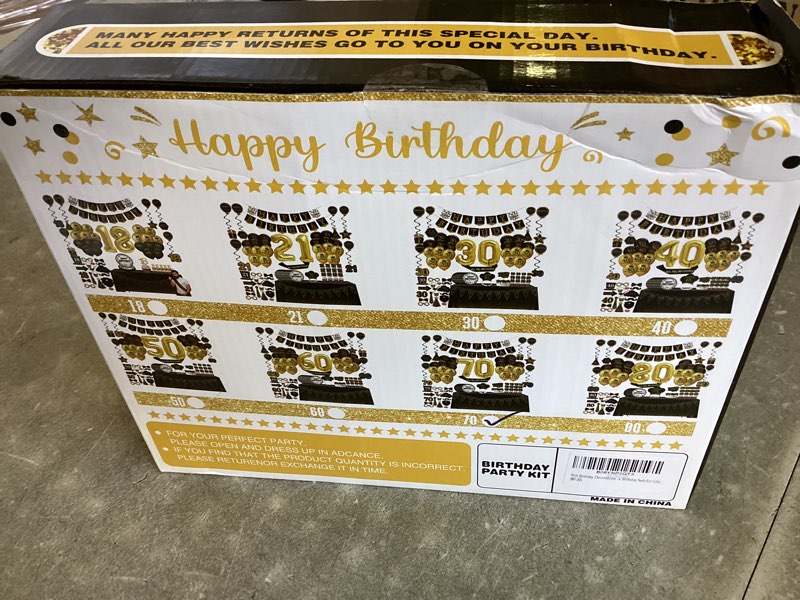 MANY HAPPY RETURNS OF THIS SPECIAL DAY.
ALL OUR BEST WISHES GO TO YOU ON YOUR BIRTHDAY.
Happy Birthday
18
21
30
40
18
21
30
40
50
60
70
80
50
60
70
80
• FOR YOUR PERFECT PARTY.
PLEASE OPEN AND DRESS UP IN ADCANCE.
• IF YOU FIND THAT THE PRODUCT QUANTITY IS INCORRECT.
PLEASE RETURENOR EXCHANGE IT IN TIME.
BIRTHDAY
PARTY KIT
MADE IN CHINA